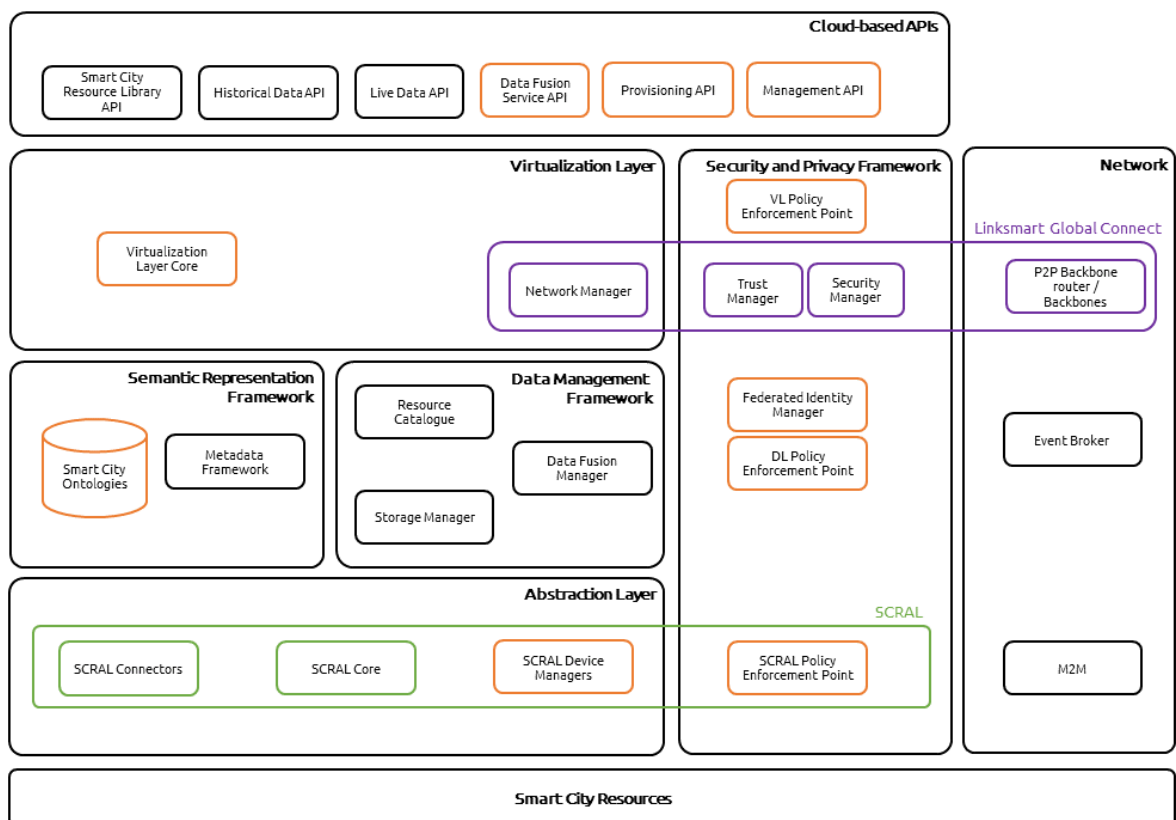 Cloud-based APIs
Smart City
Resource Library
API
Historical Data API
Live Data API
Data Fusion
Service API
Provisioning API
Management API
Virtualization Layer
Virtualization
Layer Core
Network Manager
Security and Privacy Framework
VL Policy
Enforcement Point
Trust
Manager
Security
Manager
Network
Linksmart Global Connect
P2P Backbone
router /
Backbones
Semantic Representation
Framework
Smart City
Ontologies
Metadata
Framework
Data Management
Framework
Resource
Catalogue
Data Fusion
Manager
Storage Manager
Federated Identity
Manager
DL Policy
Enforcement Point
Event Broker
Abstraction Layer
SCRAL
SCRAL Connectors
SCRAL Core
SCRAL Device
Managers
SCRAL Policy
Enforcement Point
M2M
Smart City Resources